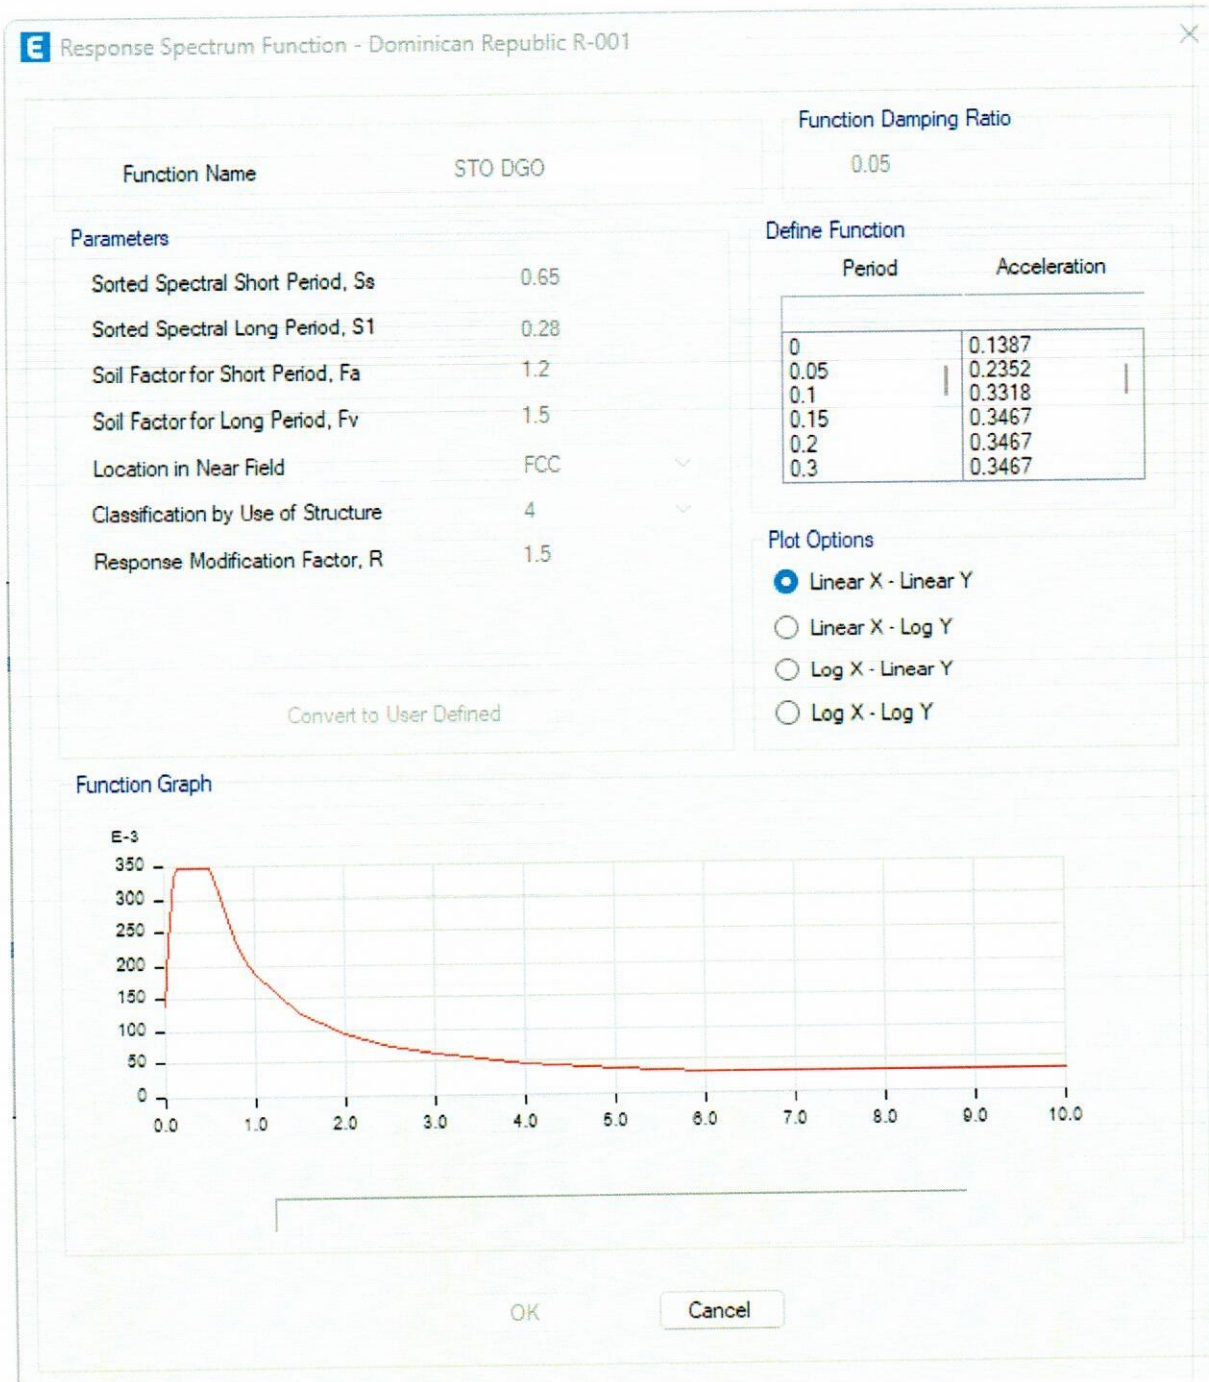 E Response Spectrum Function - Dominican Republic R-001
Function Damping Ratio
Function Name STO DGO
0.05
Parameters
Sorted Spectral Short Period, Ss 0.65
Sorted Spectral Long Period, S1 0.28
Soil Factor for Short Period, Fa 1.2
Soil Factor for Long Period, Fv 1.5
Location in Near Field FCC
Classification by Use of Structure 4
Response Modification Factor, R 1.5
Convert to User Defined
Define Function
Period Acceleration
0 0.1387
0.05 0.2352
0.1 0.3318
0.15 0.3467
0.2 0.3467
0.3 0.3467
Plot Options
Linear X - Linear Y
Linear X - Log Y
Log X - Linear Y
Log X - Log Y
Function Graph
E-3
350
300
250
200
150
100
50
0
0.0 1.0 2.0 3.0 4.0 5.0 6.0 7.0 8.0 9.0 10.0
OK Cancel